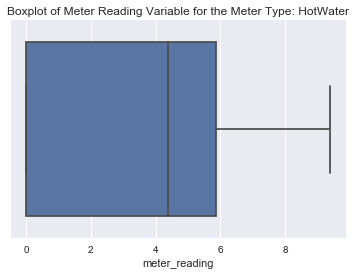 Boxplot of Meter Reading Variable for the Meter Type: HotWater
0 2 4 6 8
meter_reading